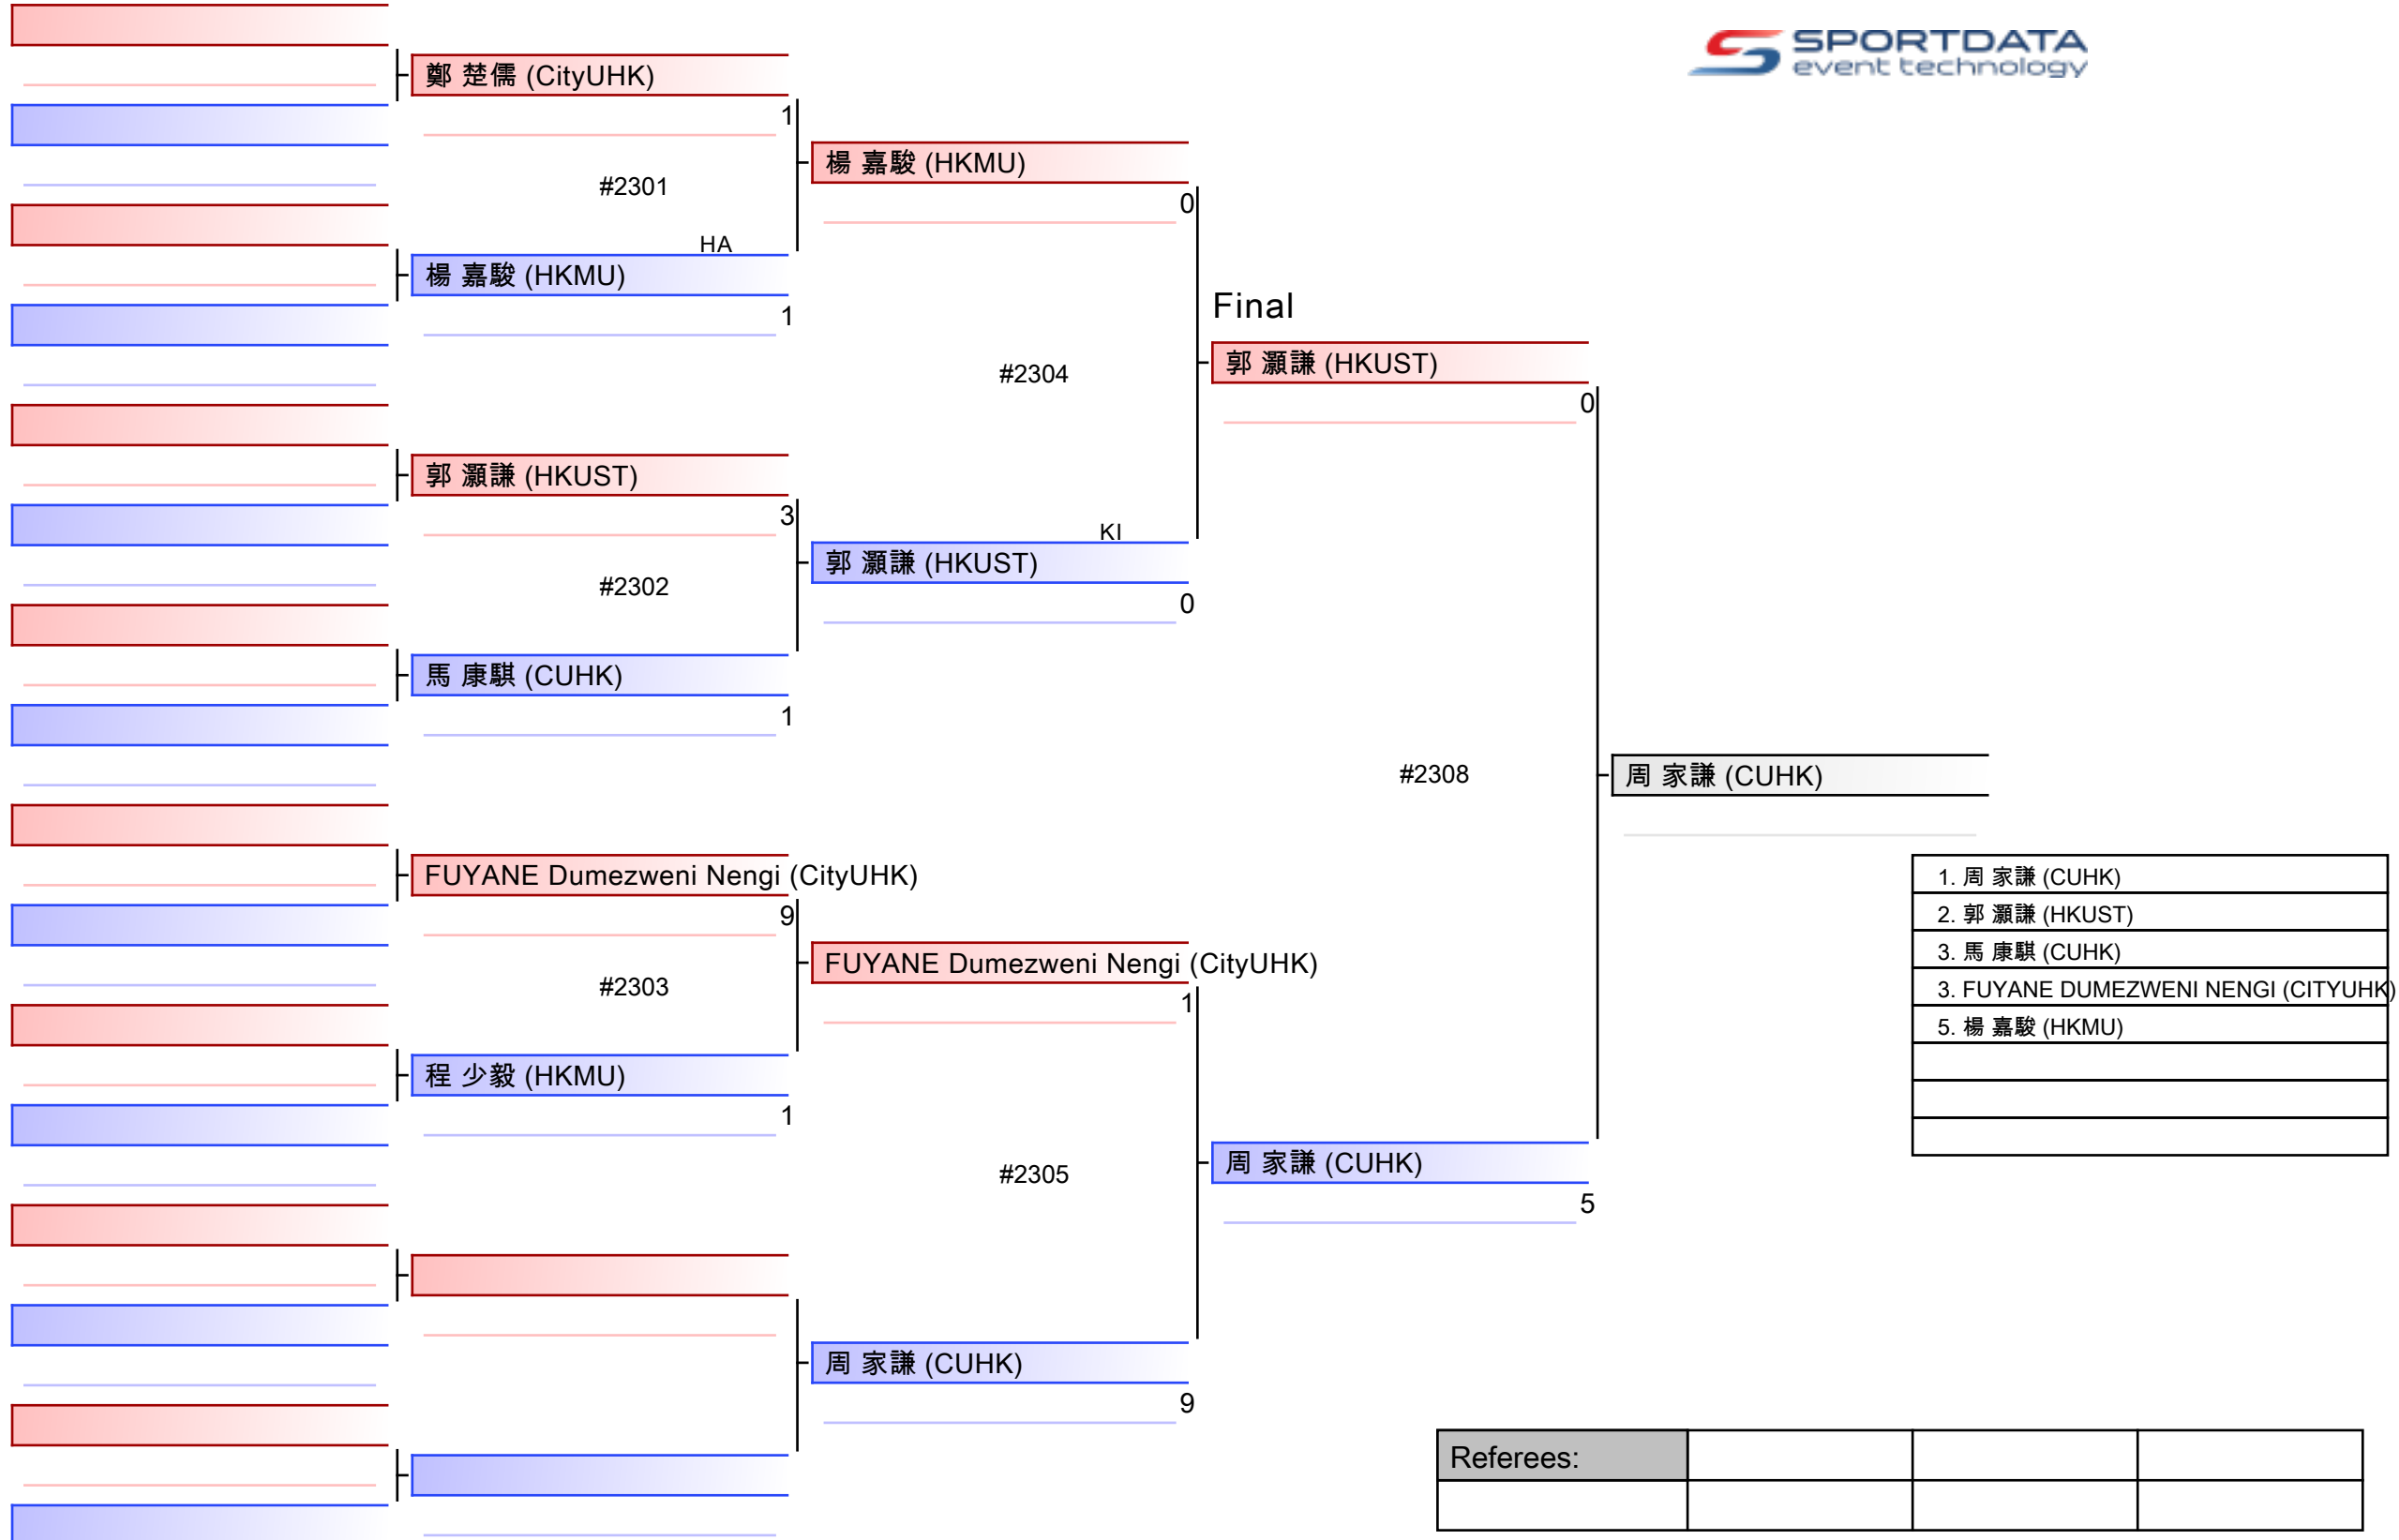 SPORTDATA
event technology
鄭 楚儒 (CityUHK)
1
#2301
HA
楊 嘉駿 (HKMU)
1
郭 灝謙 (HKUST)
3
#2302
馬 康騏 (CUHK)
1
FUYANE Dumezweni Nengi (CityUHK)
9
#2303
程 少毅 (HKMU)
1
楊 嘉駿 (HKMU)
0
#2304
KI
郭 灝謙 (HKUST)
0
FUYANE Dumezweni Nengi (CityUHK)
1
#2305
周 家謙 (CUHK)
9
Final
郭 灝謙 (HKUST)
0
#2308
周 家謙 (CUHK)
5
周 家謙 (CUHK)
1. 周 家謙 (CUHK)
2. 郭 灝謙 (HKUST)
3. 馬 康騏 (CUHK)
3. FUYANE DUMEZWENI NENGI (CITYUHK)
5. 楊 嘉駿 (HKMU)
Referees: